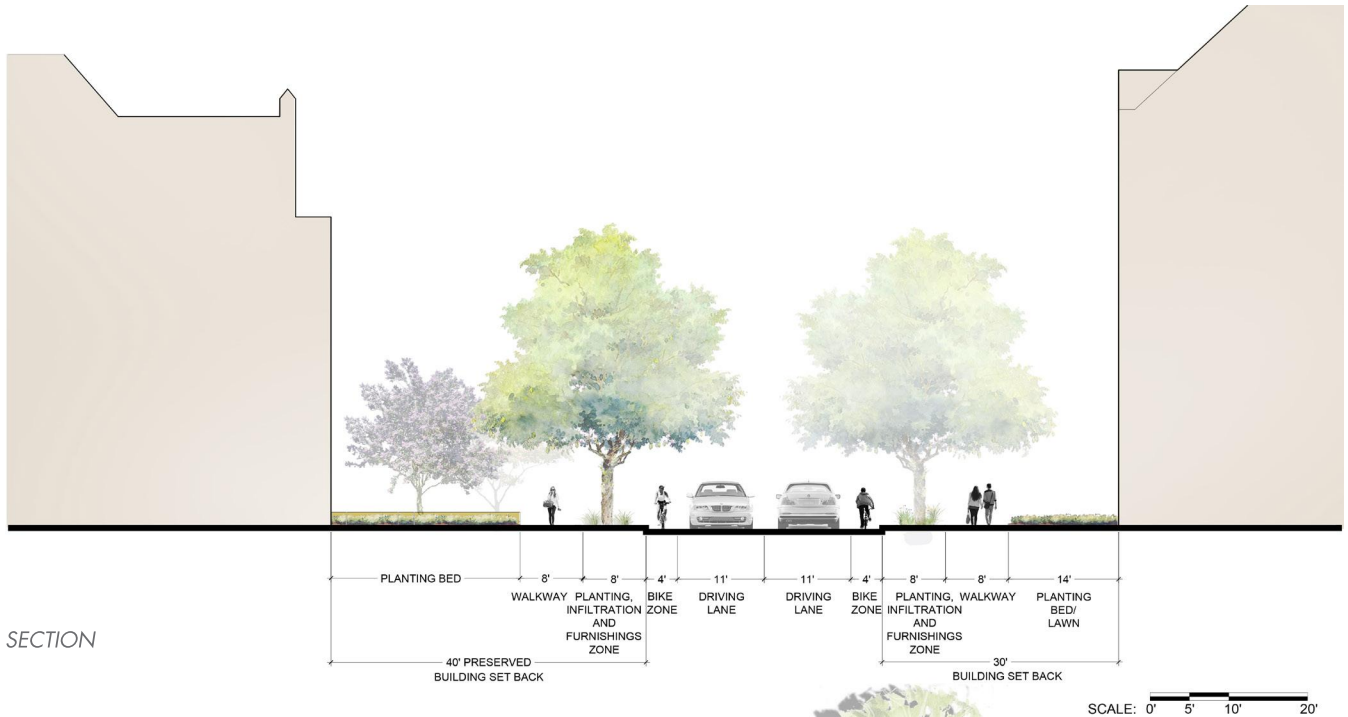 PLANTING BED
8'
WALKWAY
8'
PLANTING,
INFILTRATION
AND
FURNISHINGS
ZONE
4'
BIKE
ZONE
11'
DRIVING
LANE
11'
DRIVING
LANE
4'
BIKE
ZONE
8'
PLANTING,
INFILTRATION
AND
FURNISHINGS
ZONE
8'
WALKWAY
14'
PLANTING
BED/
LAWN
SECTION
40' PRESERVED
BUILDING SET BACK
30'
BUILDING SET BACK
SCALE: 0' 5' 10' 20'